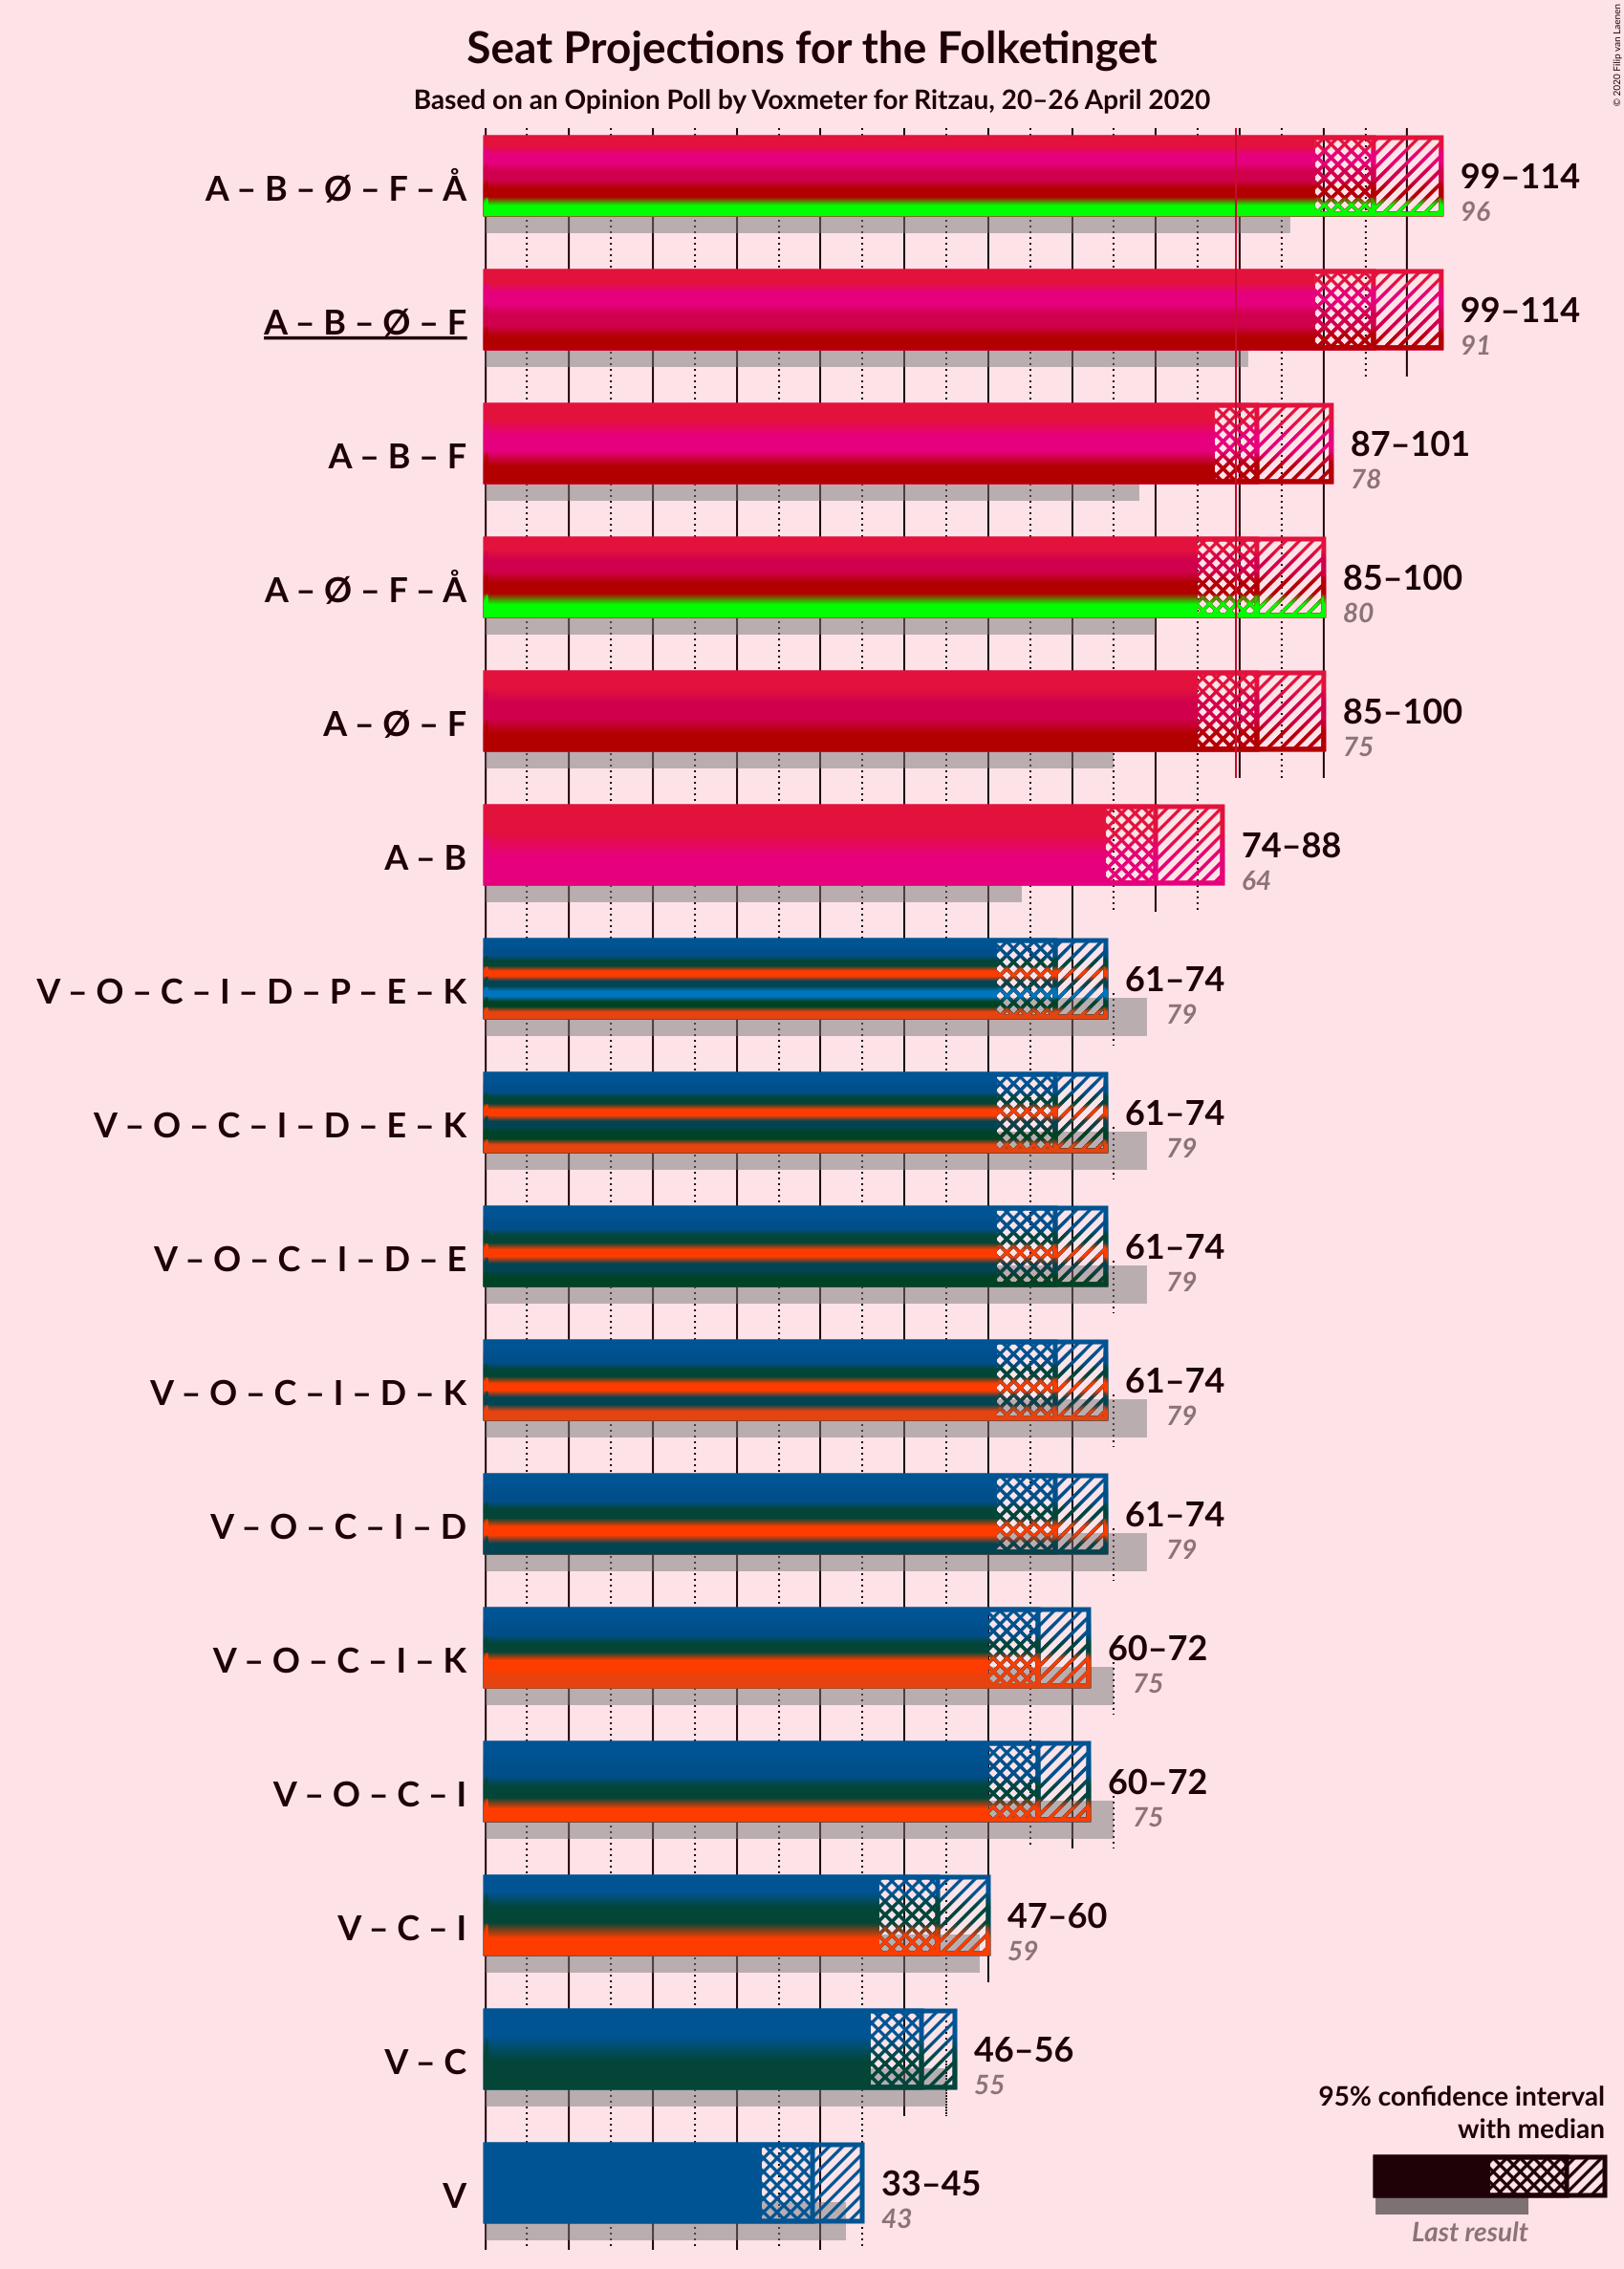 © 2020 Filip van Laenen
Seat Projections for the Folketinget
Based on an Opinion Poll by Voxmeter for Ritzau, 20–26 April 2020
A – B – Ø – F – Å
99–114
96
A – B – Ø – F
99–114
91
A – B – F
87–101
78
A – Ø – F – Å
85–100
80
A – Ø – F
85–100
75
A – B
74–88
64
V – O – C – I – D – P – E – K
61–74
79
V – O – C – I – D – E – K
61–74
79
V – O – C – I – D – E
61–74
79
V – O – C – I – D – K
61–74
79
V – O – C – I – D
61–74
79
V – O – C – I – K
60–72
75
V – O – C – I
60–72
75
V – C – I
47–60
59
V – C
46–56
55
V
33–45
43
95% confidence interval
with median
Last result